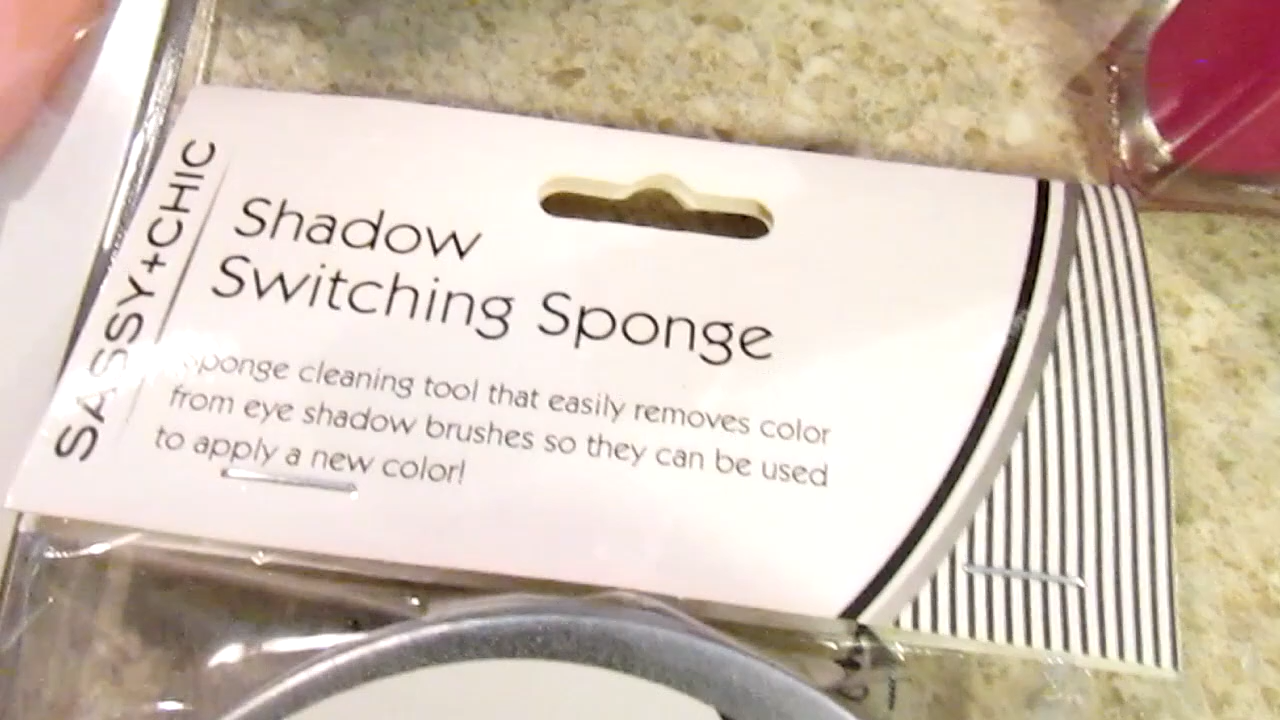 SASSY+CHIC
Shadow
Switching Sponge
Sponge cleaning tool that easily removes color
from eye shadow brushes so they can be used
to apply a new color!